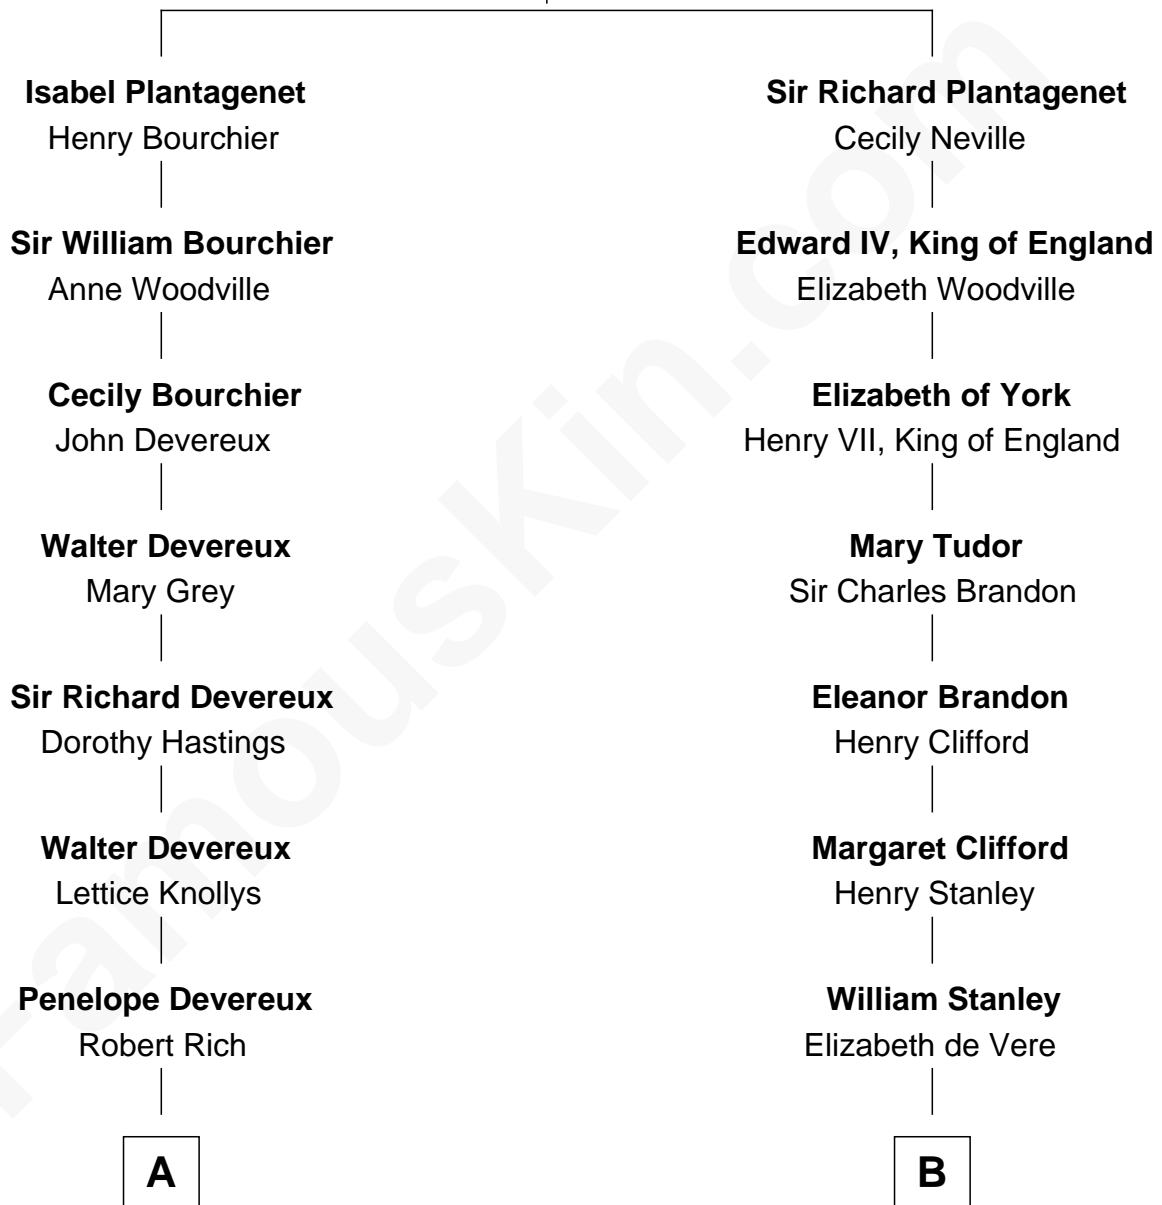 Isabel Plantagenet
Henry Bourchier
Sir William Bourchier
Anne Woodville
Cecily Bourchier
John Devereux
Walter Devereux
Mary Grey
Sir Richard Devereux
Dorothy Hastings
Walter Devereux
Lettice Knollys
Penelope Devereux
Robert Rich
A
Sir Richard Plantagenet
Cecily Neville
Edward IV, King of England
Elizabeth Woodville
Elizabeth of York
Henry VII, King of England
Mary Tudor
Sir Charles Brandon
Eleanor Brandon
Henry Clifford
Margaret Clifford
Henry Stanley
William Stanley
Elizabeth de Vere
B
FamousKin.com